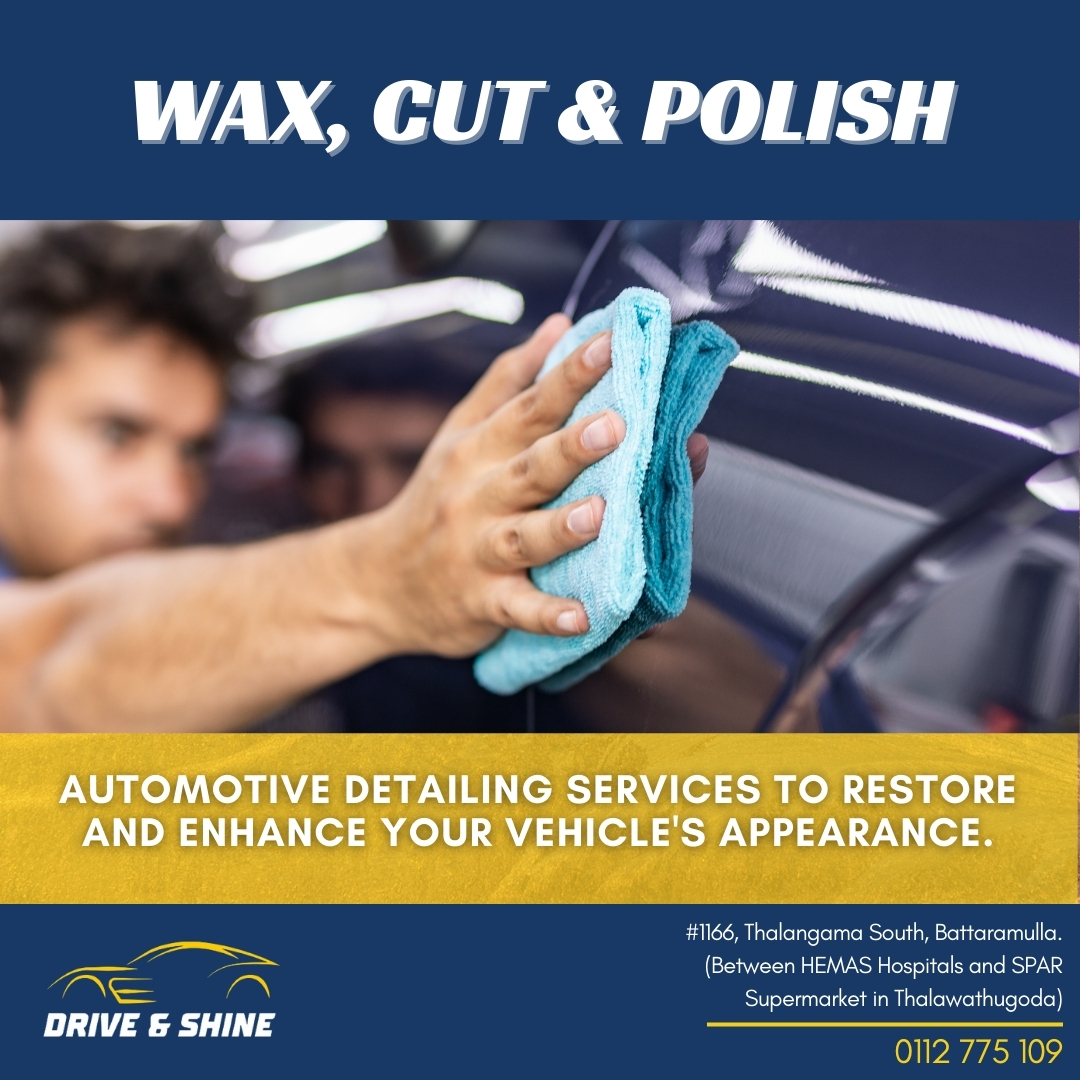 WAX, CUT & POLISH
AUTOMOTIVE DETAILING SERVICES TO RESTORE
AND ENHANCE YOUR VEHICLE'S APPEARANCE.
DRIVE & SHINE
#1166, Thalangama South, Battaramulla.
(Between HEMAS Hospitals and SPAR
Supermarket in Thalawathugoda)
0112 775 109